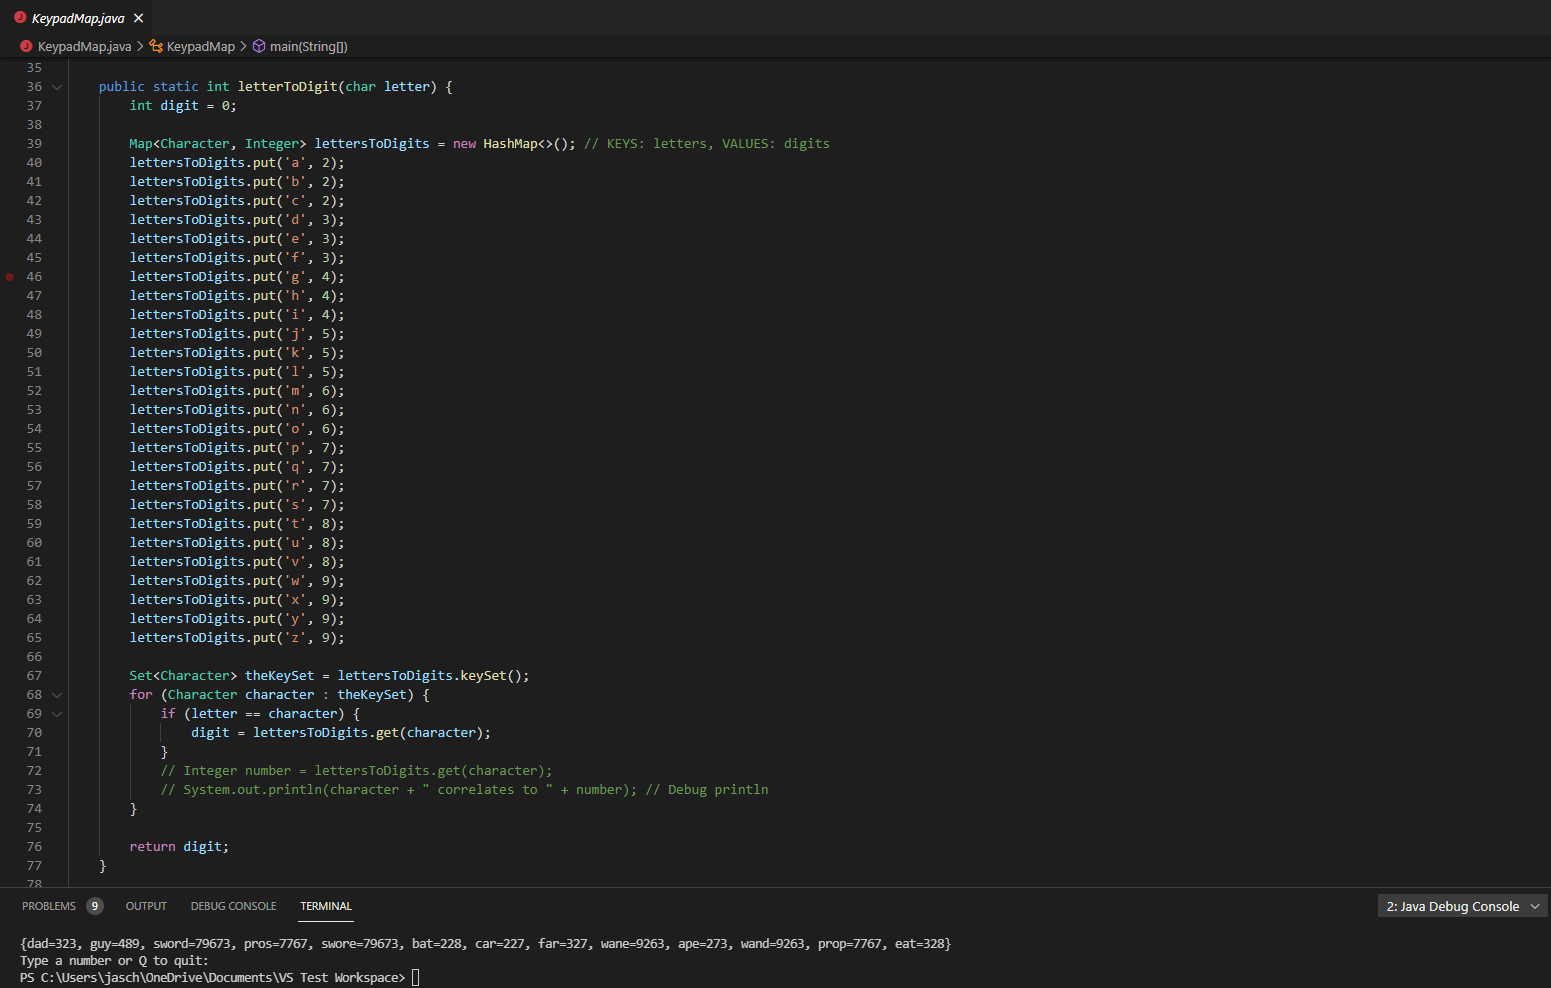 KeypadMap.java
KeypadMap.java > KeypadMap > main(String[])
35
36 public static int letterToDigit(char letter) {
37 int digit = 0;
38
39 Map<Character, Integer> lettersToDigits = new HashMap<>(); // KEYS: letters, VALUES: digits
40 lettersToDigits.put('a', 2);
41 lettersToDigits.put('b', 2);
42 lettersToDigits.put('c', 2);
43 lettersToDigits.put('d', 3);
44 lettersToDigits.put('e', 3);
45 lettersToDigits.put('f', 3);
46 lettersToDigits.put('g', 4);
47 lettersToDigits.put('h', 4);
48 lettersToDigits.put('i', 4);
49 lettersToDigits.put('j', 5);
50 lettersToDigits.put('k', 5);
51 lettersToDigits.put('l', 5);
52 lettersToDigits.put('m', 6);
53 lettersToDigits.put('n', 6);
54 lettersToDigits.put('o', 6);
55 lettersToDigits.put('p', 7);
56 lettersToDigits.put('q', 7);
57 lettersToDigits.put('r', 7);
58 lettersToDigits.put('s', 7);
59 lettersToDigits.put('t', 8);
60 lettersToDigits.put('u', 8);
61 lettersToDigits.put('v', 8);
62 lettersToDigits.put('w', 9);
63 lettersToDigits.put('x', 9);
64 lettersToDigits.put('y', 9);
65 lettersToDigits.put('z', 9);
66
67 Set<Character> theKeySet = lettersToDigits.keySet();
68 for (Character character : theKeySet) {
69 if (letter == character) {
70 digit = lettersToDigits.get(character);
71 }
72 // Integer number = lettersToDigits.get(character);
73 // System.out.println(character + " correlates to " + number); // Debug println
74 }
75
76 return digit;
77 }
78
PROBLEMS 9 OUTPUT DEBUG CONSOLE TERMINAL 2: Java Debug Console
{dad=323, guy=489, sword=79673, pros=7767, swore=79673, bat=228, car=227, far=327, wane=9263, ape=273, wand=9263, prop=7767, eat=328}
Type a number or Q to quit:
PS C:\Users\jasch\OneDrive\Documents\VS Test Workspace>